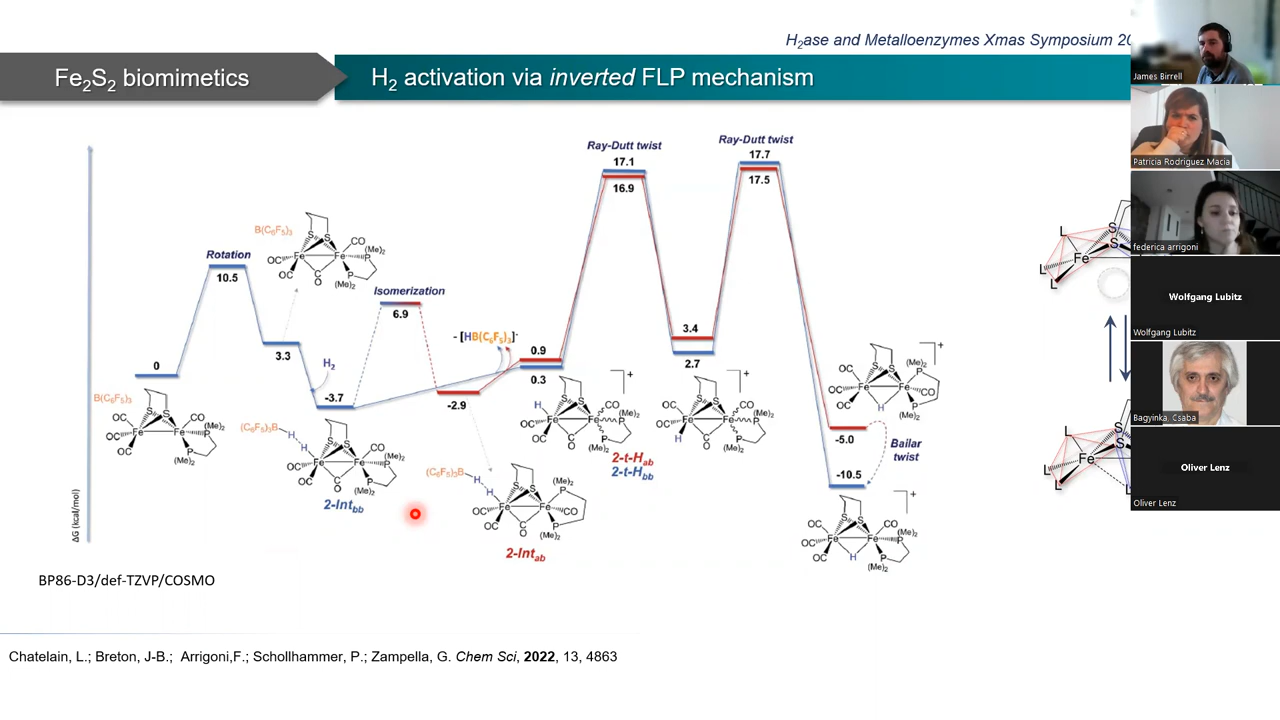 H2ase and Metalloenzymes Xmas Symposium 20
Fe2S2 biomimetics
H2 activation via inverted FLP mechanism
James Birrell
Patricia Rodriguez Macia
federica arrigoni
Wolfgang Lubitz
Wolfgang Lubitz
Bagyinka. Csaba
Oliver Lenz
Oliver Lenz
ΔG (kcal/mol)
0
B(C6F5)3
Rotation
10.5
B(C6F5)3
3.3
H2
-3.7
(C6F5)3B
2-Intbb
Isomerization
6.9
-2.9
(C6F5)3B
2-Intab
- [HB(C6F5)3]-
0.9
0.3
2-t-Hab
2-t-Hbb
Ray-Dutt twist
17.1
16.9
3.4
2.7
Ray-Dutt twist
17.7
17.5
-5.0
Bailar
twist
-10.5
BP86-D3/def-TZVP/COSMO
Chatelain, L.; Breton, J-B.; Arrigoni,F.; Schollhammer, P.; Zampella, G. Chem Sci, 2022, 13, 4863